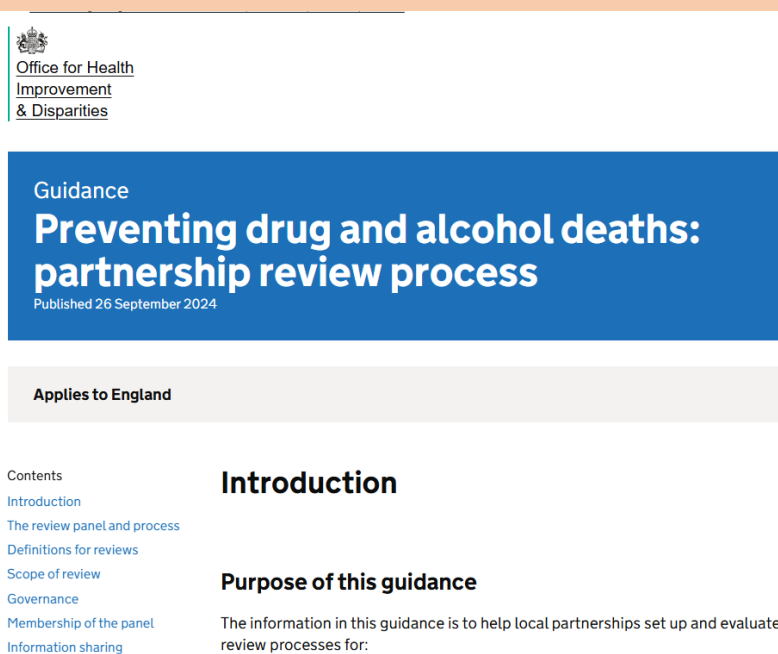 Office for Health
Improvement
& Disparities
Guidance
Preventing drug and alcohol deaths:
partnership review process
Published 26 September 2024
Applies to England
Contents
Introduction
The review panel and process
Definitions for reviews
Scope of review
Governance
Membership of the panel
Information sharing
Introduction
Purpose of this guidance
The information in this guidance is to help local partnerships set up and evaluate
review processes for: